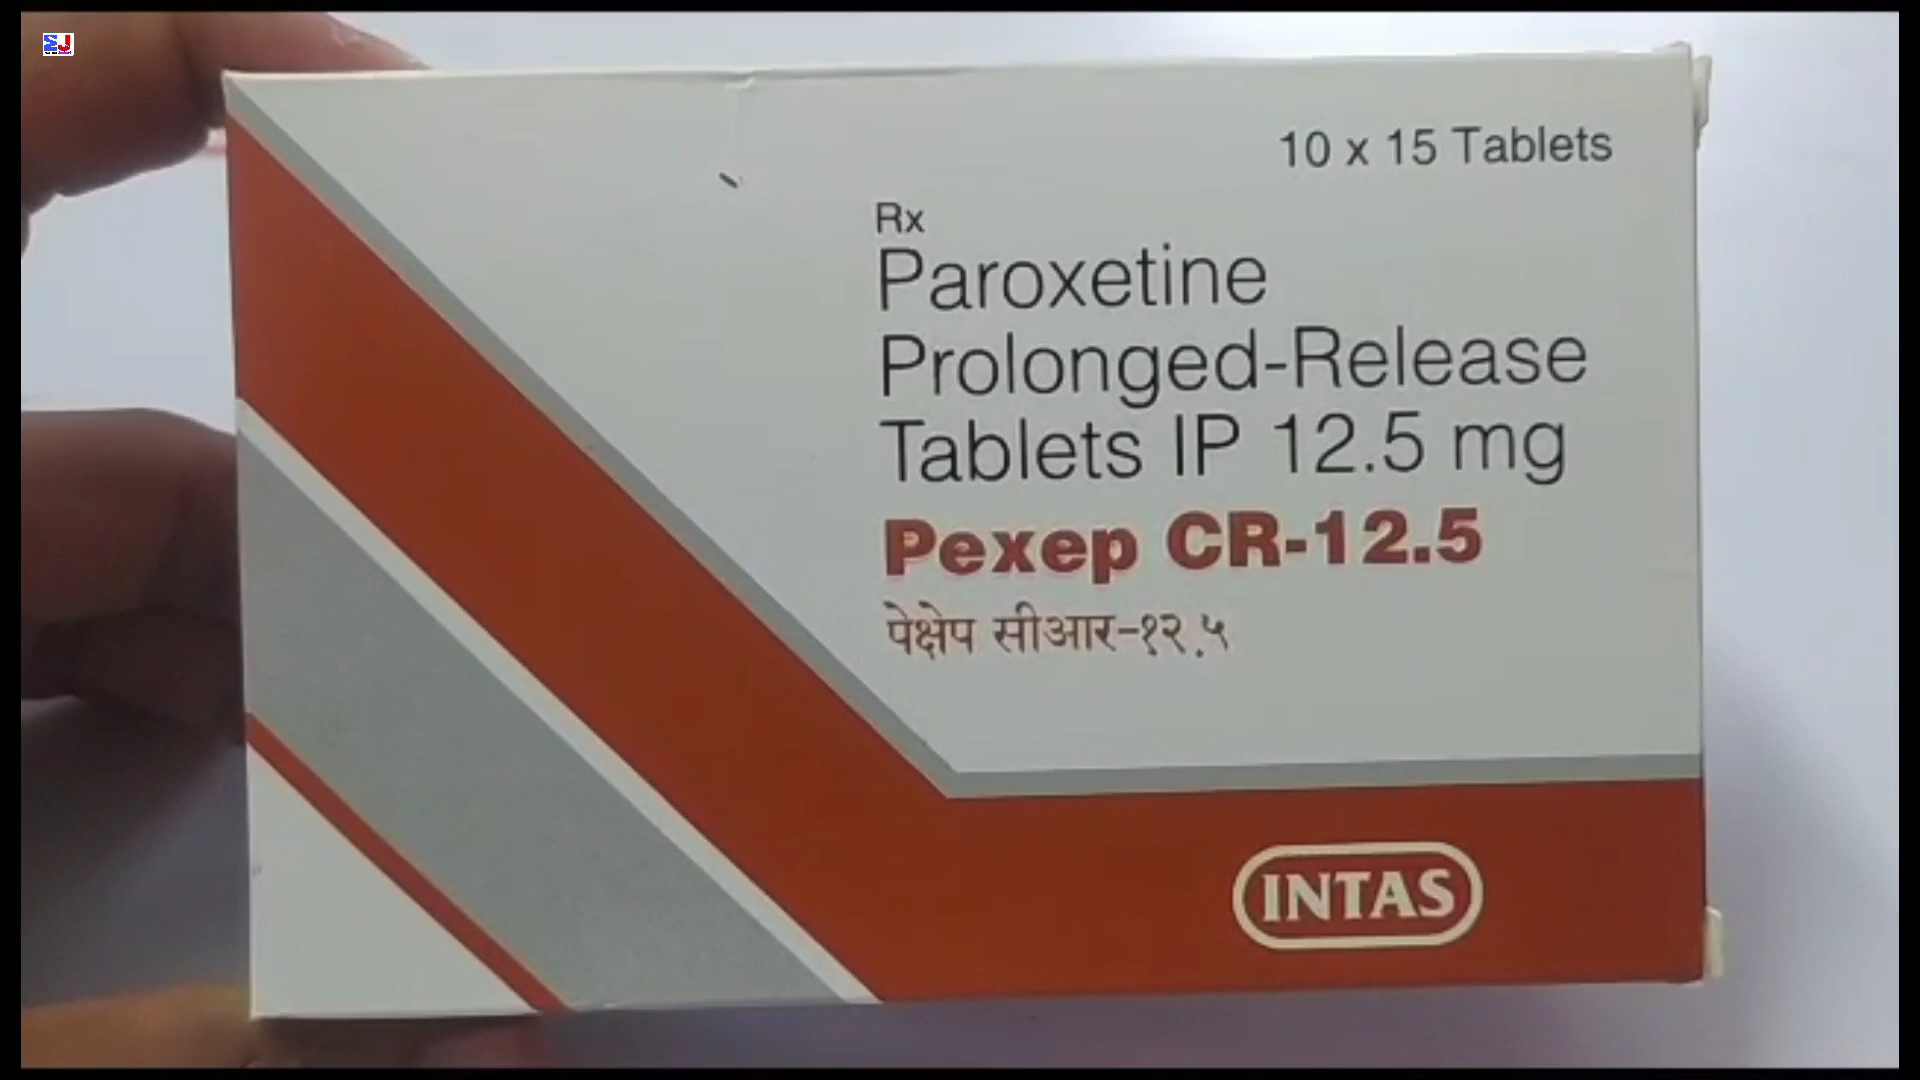 10 x 15 Tablets
Rx
Paroxetine
Prolonged-Release
Tablets IP 12.5 mg
Pexep CR-12.5
पेक्षेप सीआर-१२.५
INTAS